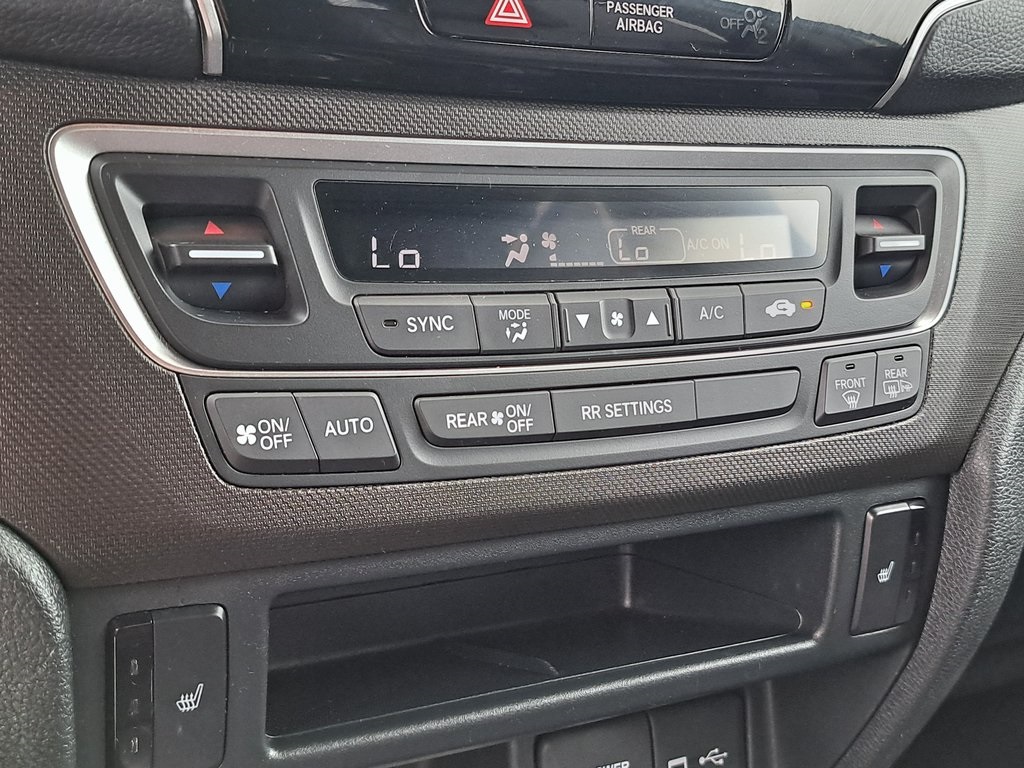 PASSENGER
AIRBAG
OFF
2
REAR
Lo
Lo
A/C ON
Lo
SYNC
MODE
A/C
ON/
OFF
AUTO
REAR
ON/
OFF
RR SETTINGS
FRONT
REAR